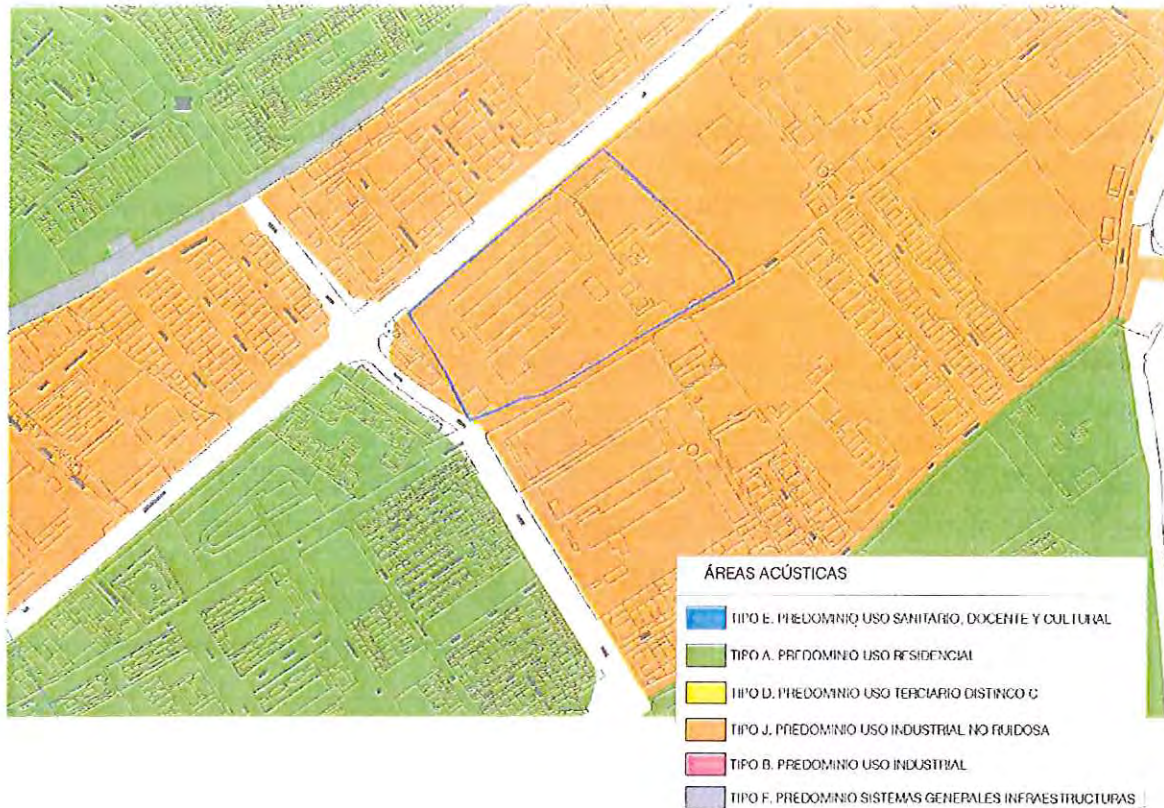 ÁREAS ACÚSTICAS
TIPO E. PREDOMINIO USO SANITARIO, DOCENTE Y CULTURAL
TIPO A. PREDOMINIO USO RESIDENCIAL
TIPO D. PREDOMINIO USO TERCIARIO DISTINCO C
TIPO J. PREDOMINIO USO INDUSTRIAL NO RUIDOSA
TIPO B. PREDOMINIO USO INDUSTRIAL
TIPO F. PREDOMINIO SISTEMAS GENERALES INFRAESTRUCTURAS